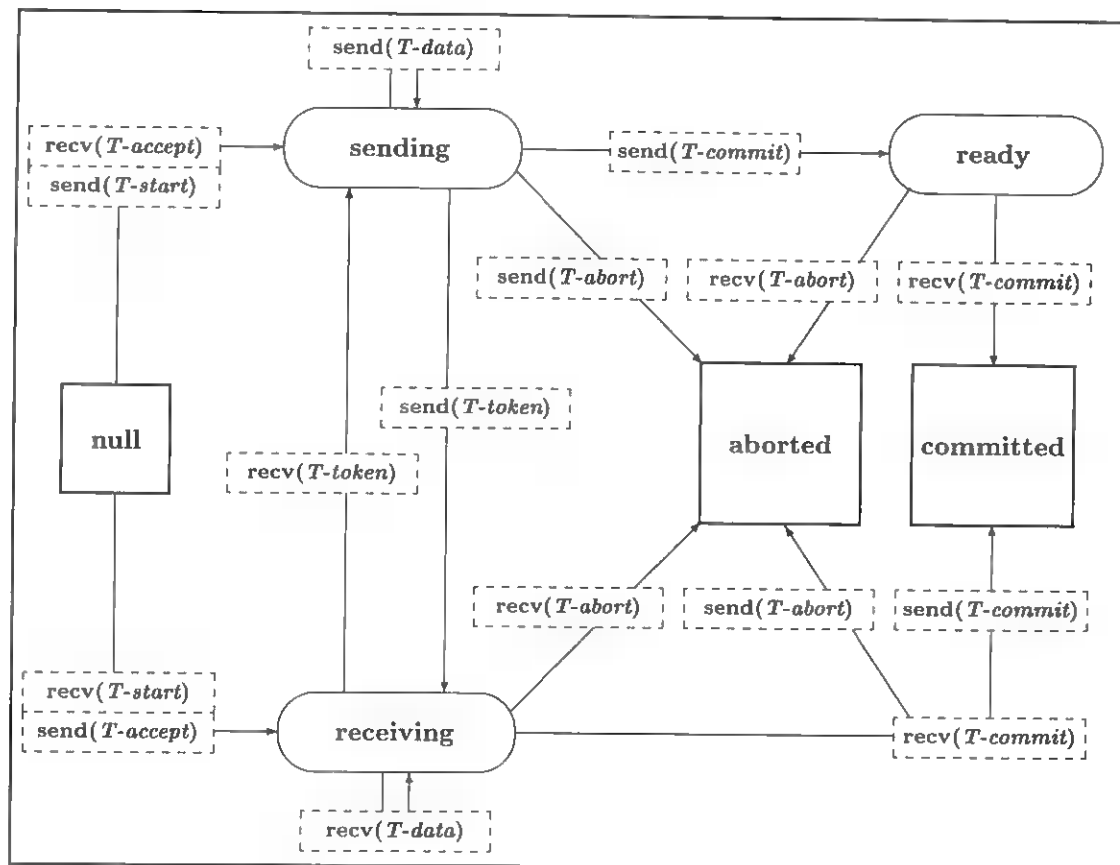 send(T-data)
recv(T-accept)
send(T-start)
sending
send(T-commit)
ready
send(T-abort)
recv(T-abort)
recv(T-commit)
null
send(T-token)
recv(T-token)
aborted
committed
recv(T-abort)
send(T-abort)
send(T-commit)
recv(T-start)
send(T-accept)
receiving
recv(T-commit)
recv(T-data)